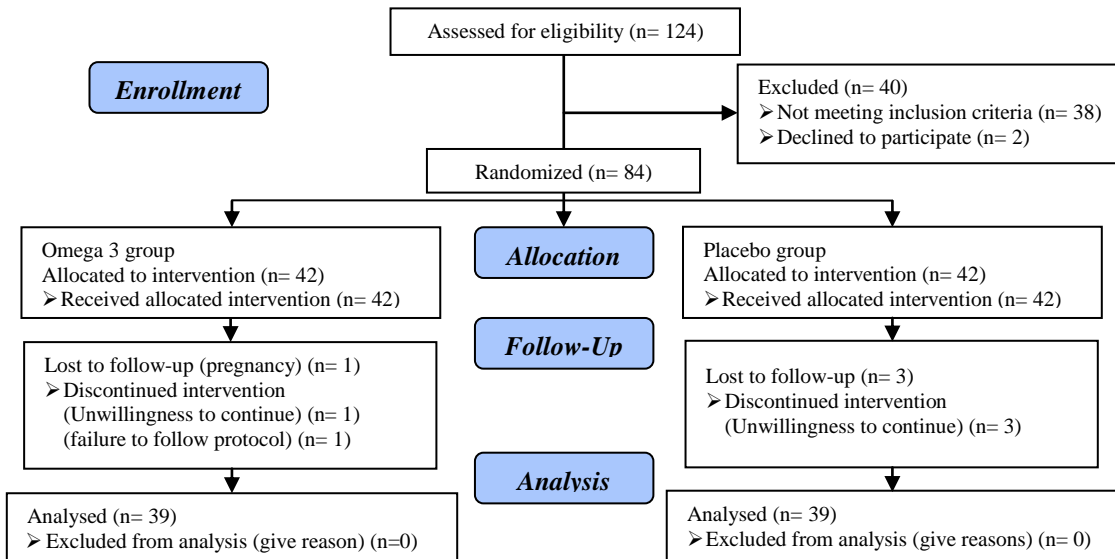 Assessed for eligibility (n= 124)
Enrollment
Excluded (n= 40)
➤Not meeting inclusion criteria (n= 38)
➤Declined to participate (n= 2)
Randomized (n= 84)
Omega 3 group
Allocated to intervention (n= 42)
➤Received allocated intervention (n= 42)
Allocation
Placebo group
Allocated to intervention (n= 42)
➤Received allocated intervention (n= 42)
Follow-Up
Lost to follow-up (pregnancy) (n= 1)
➤Discontinued intervention
(Unwillingness to continue) (n= 1)
(failure to follow protocol) (n= 1)
Lost to follow-up (n= 3)
➤Discontinued intervention
(Unwillingness to continue) (n= 3)
Analysis
Analysed (n= 39)
➤Excluded from analysis (give reason) (n=0)
Analysed (n= 39)
➤Excluded from analysis (give reasons) (n= 0)